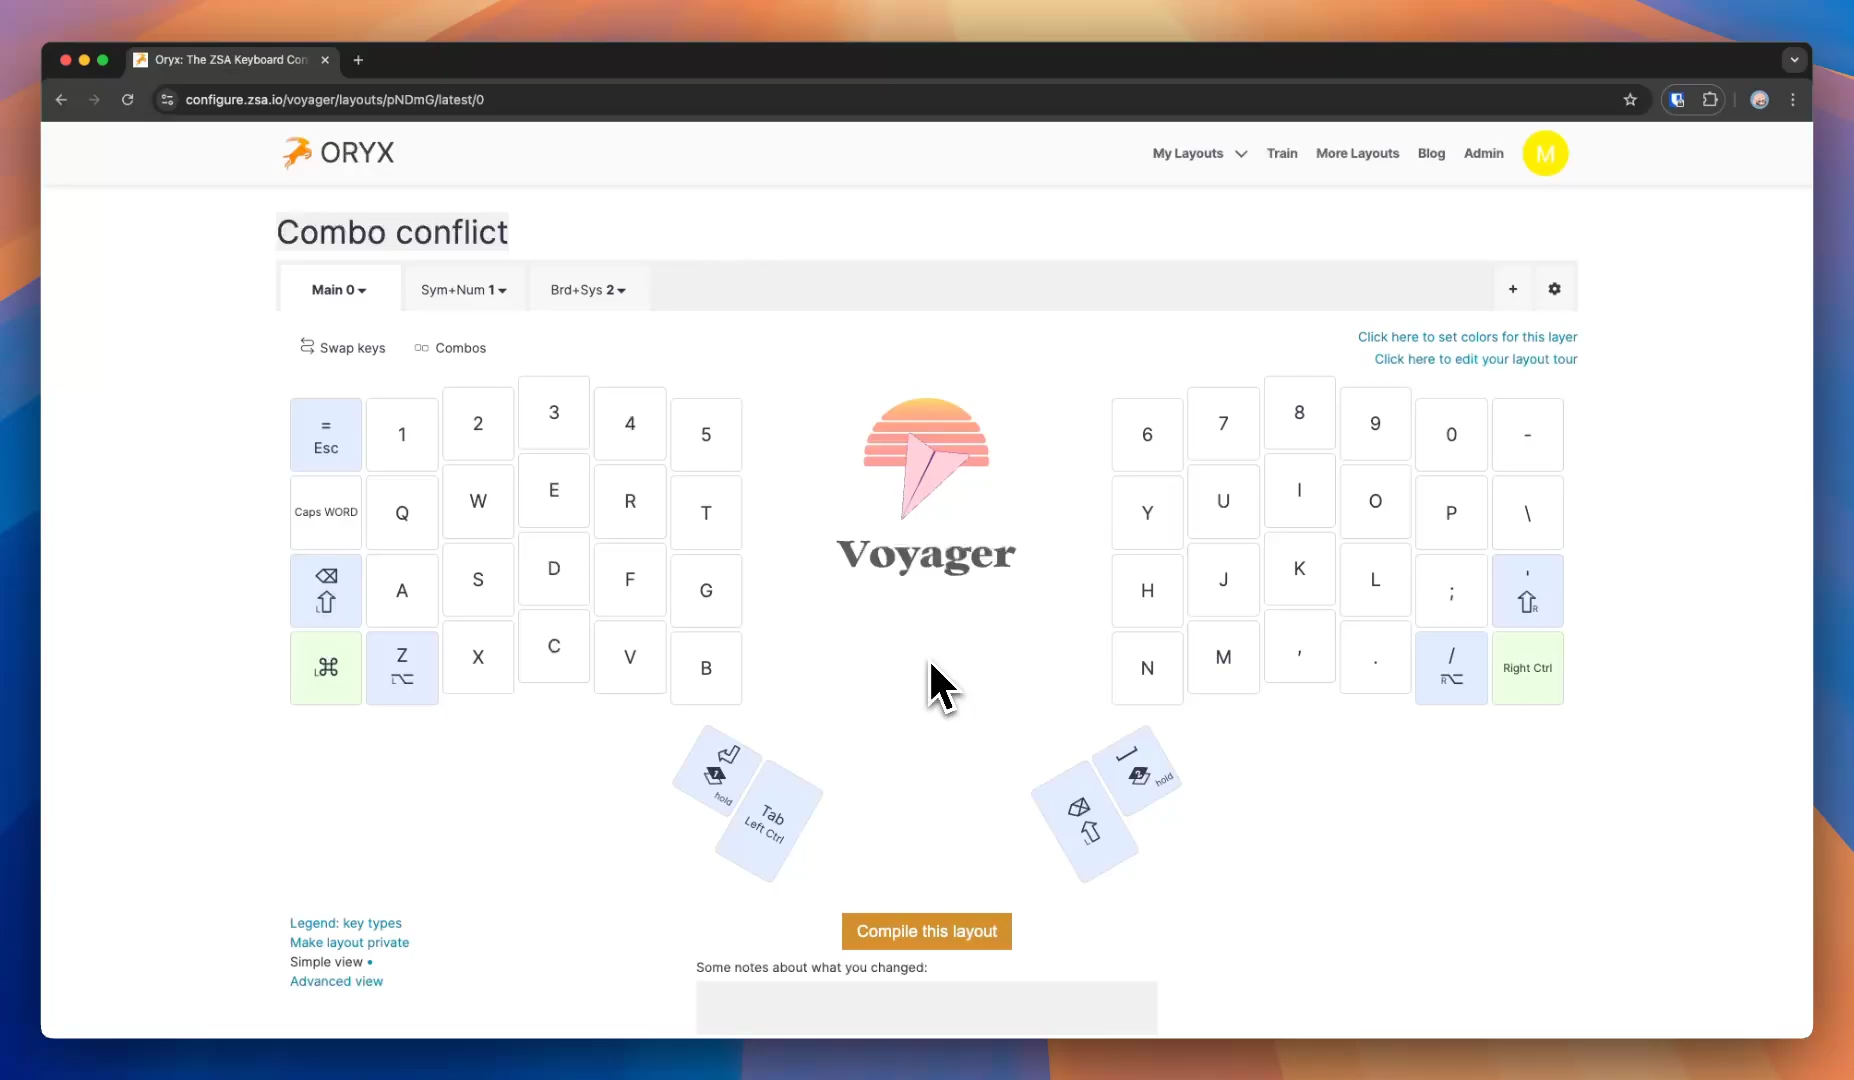 Oryx: The ZSA Keyboard Con
configure.zsa.io/voyager/layouts/pNDmG/latest/0
ORYX
My Layouts Train More Layouts Blog Admin M
Combo conflict
Main 0 Sym+Num 1 Brd+Sys 2 +
Swap keys Combos
Click here to set colors for this layer
Click here to edit your layout tour
= Esc 1 2 3 4 5 6 7 8 9 0 -
Caps WORD Q W E R T Y U I O P \
L A S D F G H J K L ; ' R
L Z L X C V B N M , . / R Right Ctrl
1 hold 2 hold
Tab Left Ctrl L
Voyager
Legend: key types
Make layout private
Simple view
Advanced view
Compile this layout
Some notes about what you changed: